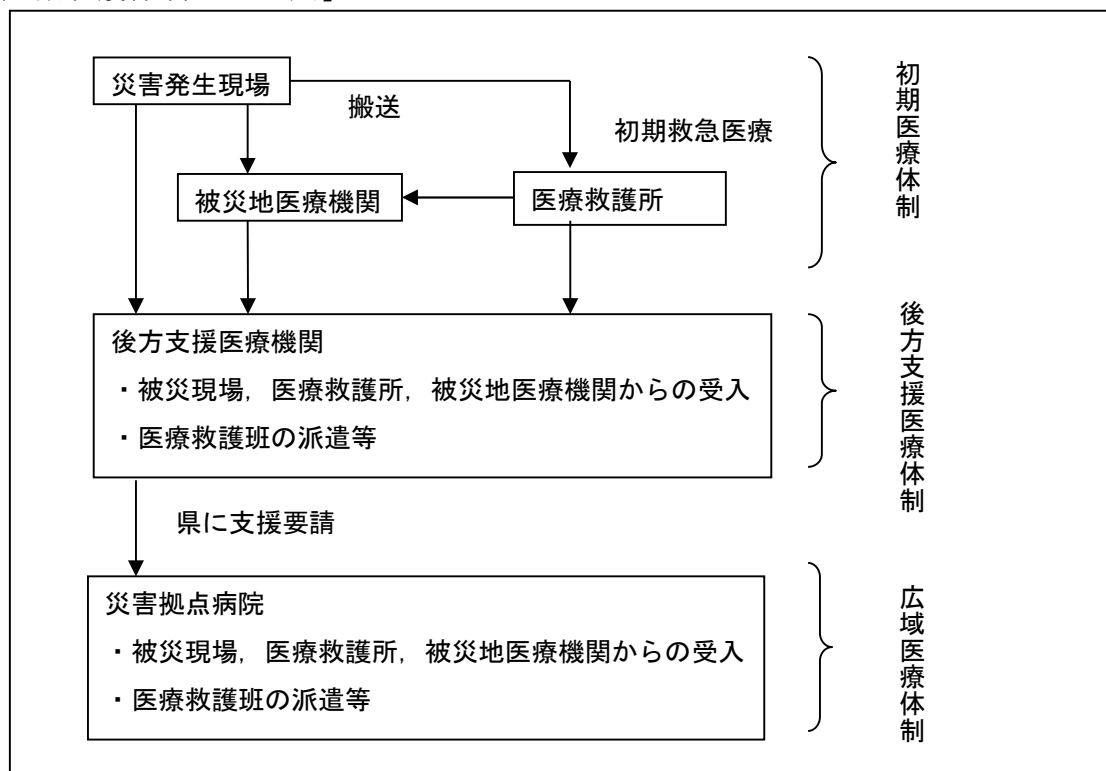 災害発生現場
搬送
初期救急医療
被災地医療機関
医療救護所
初期医療体制
後方支援医療機関
・被災現場，医療救護所，被災地医療機関からの受入
・医療救護班の派遣等
後方支援医療体制
県に支援要請
災害拠点病院
・被災現場，医療救護所，被災地医療機関からの受入
・医療救護班の派遣等
広域医療体制